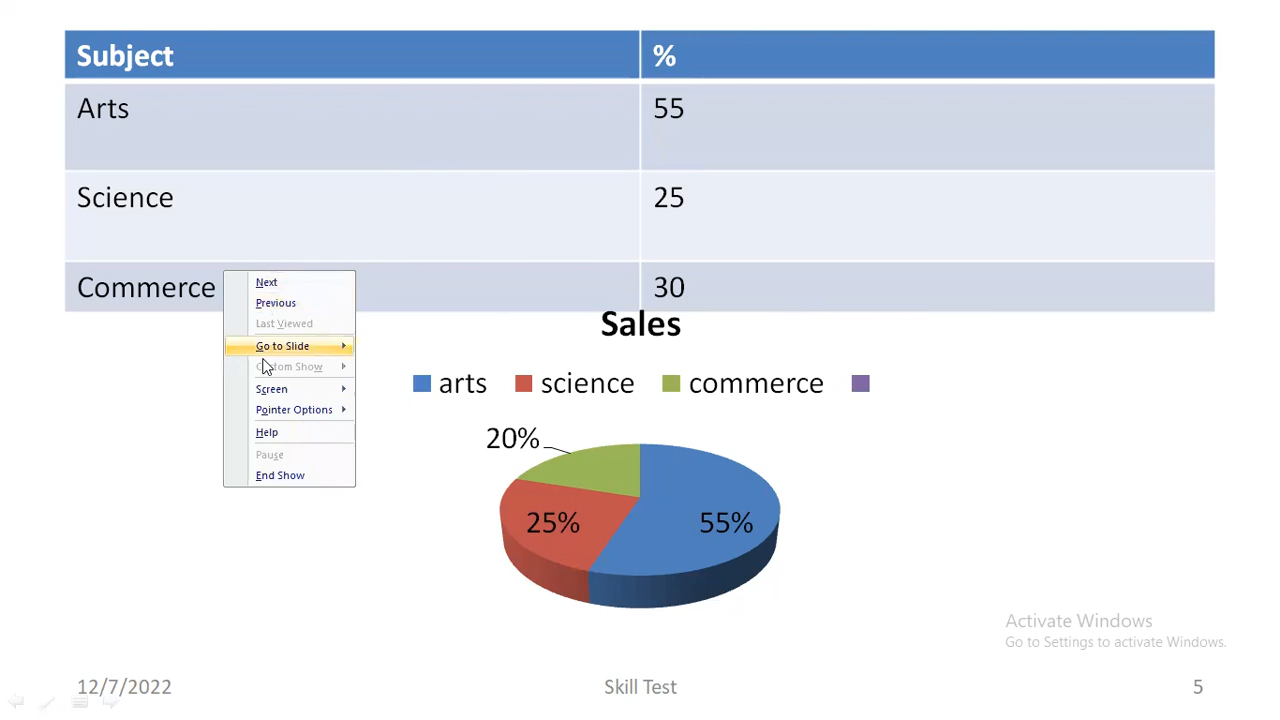 Subject %
Arts 55
Science 25
Commerce 30
Next
Previous
Last Viewed
Go to Slide
Show
Screen
Pointer Options
Help
Pause
End Show
Sales
arts science commerce
20%
25% 55%
Activate Windows
Go to Settings to activate Windows.
12/7/2022 Skill Test 5